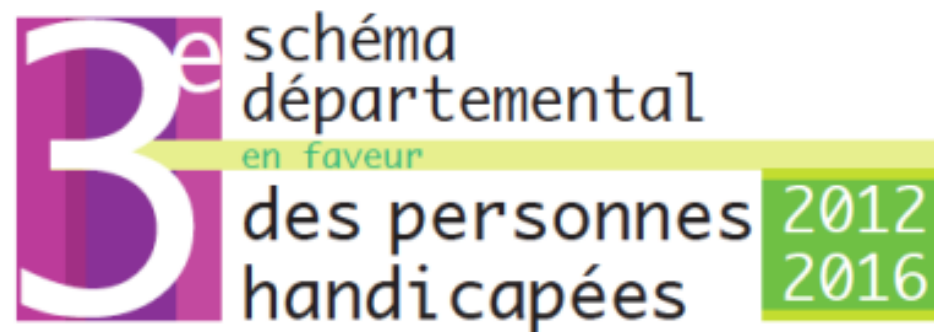 3e schéma
départemental
en faveur
des personnes
handicapées
2012
2016